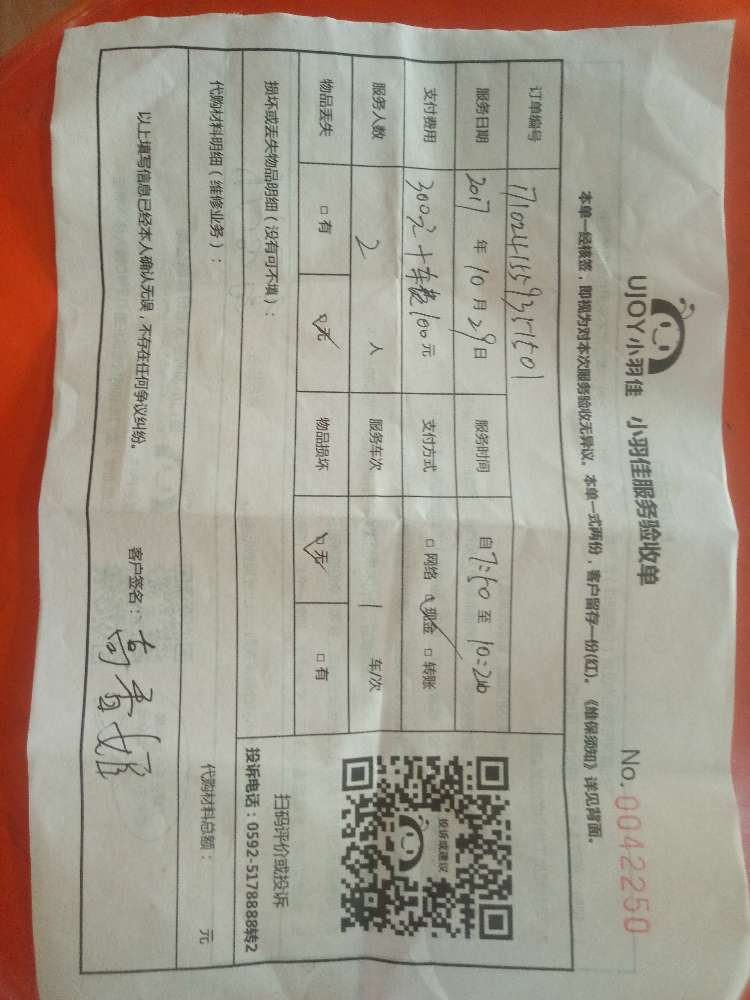 UJOY小羽佳 小羽佳服务验收单 No.0042250
本单一经核签，即视为对本次服务验收无异议。本单一式两份，客户留存一份(红)。《维保须知》详见背面。
订单编号 1710241559357501
服务日期 2017 年 10 月 29 日 服务时间 自 7:50 至 10:20
支付费用 300元+车费100元 支付方式 □网络 ☑现金 □转账
服务人数 2 人 服务车次 1 车/次
物品丢失 □有 ☑无 物品损坏 ☑无 □有
投诉或建议
扫码评价或投诉
投诉电话：0592-5178888转2
损坏或丢失物品明细（没有可不填）：
代购材料明细（维修业务）： 代购材料总额： 元
以上填写信息已经本人确认无误，不存在任何争议纠纷。
客户签名：